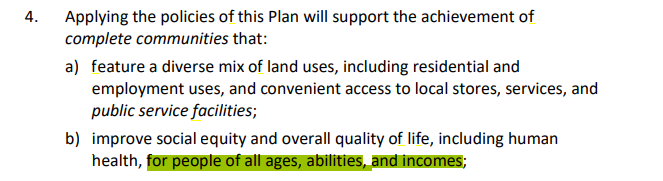 4. Applying the policies of this Plan will support the achievement of
complete communities that:
a) feature a diverse mix of land uses, including residential and
employment uses, and convenient access to local stores, services, and
public service facilities;
b) improve social equity and overall quality of life, including human
health, for people of all ages, abilities, and incomes;